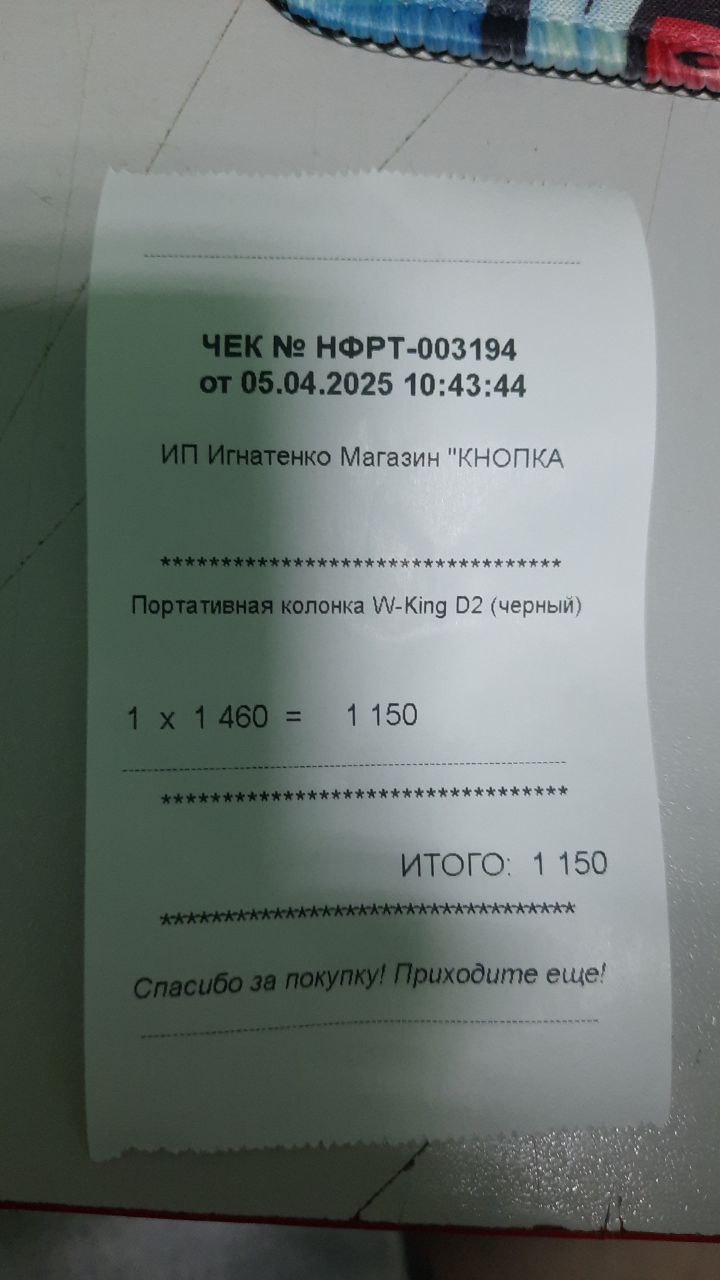 ЧЕК № НФРТ-003194
от 05.04.2025 10:43:44
ИП Игнатенко Магазин "КНОПКА
*********************************
Портативная колонка W-King D2 (черный)
1 x 1 460 = 1 150
*********************************
ИТОГО: 1 150
*********************************
Спасибо за покупку! Приходите еще!